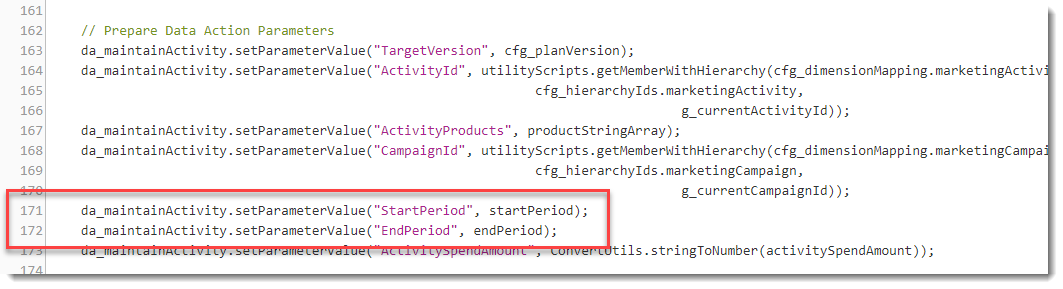 161
162 // Prepare Data Action Parameters
163 da_maintainActivity.setParameterValue("TargetVersion", cfg_planVersion);
164 da_maintainActivity.setParameterValue("ActivityId", utilityScripts.getMemberWithHierarchy(cfg_dimensionMapping.marketingActivi
165 cfg_hierarchyIds.marketingActivity,
166 g_currentActivityId));
167 da_maintainActivity.setParameterValue("ActivityProducts", productStringArray);
168 da_maintainActivity.setParameterValue("CampaignId", utilityScripts.getMemberWithHierarchy(cfg_dimensionMapping.marketingCampai
169 cfg_hierarchyIds.marketingCampaign,
170 g_currentCampaignId));
171 da_maintainActivity.setParameterValue("StartPeriod", startPeriod);
172 da_maintainActivity.setParameterValue("EndPeriod", endPeriod);
173 da_maintainActivity.setParameterValue("ActivitySpendAmount", ConvertUtils.stringToNumber(activitySpendAmount));
174